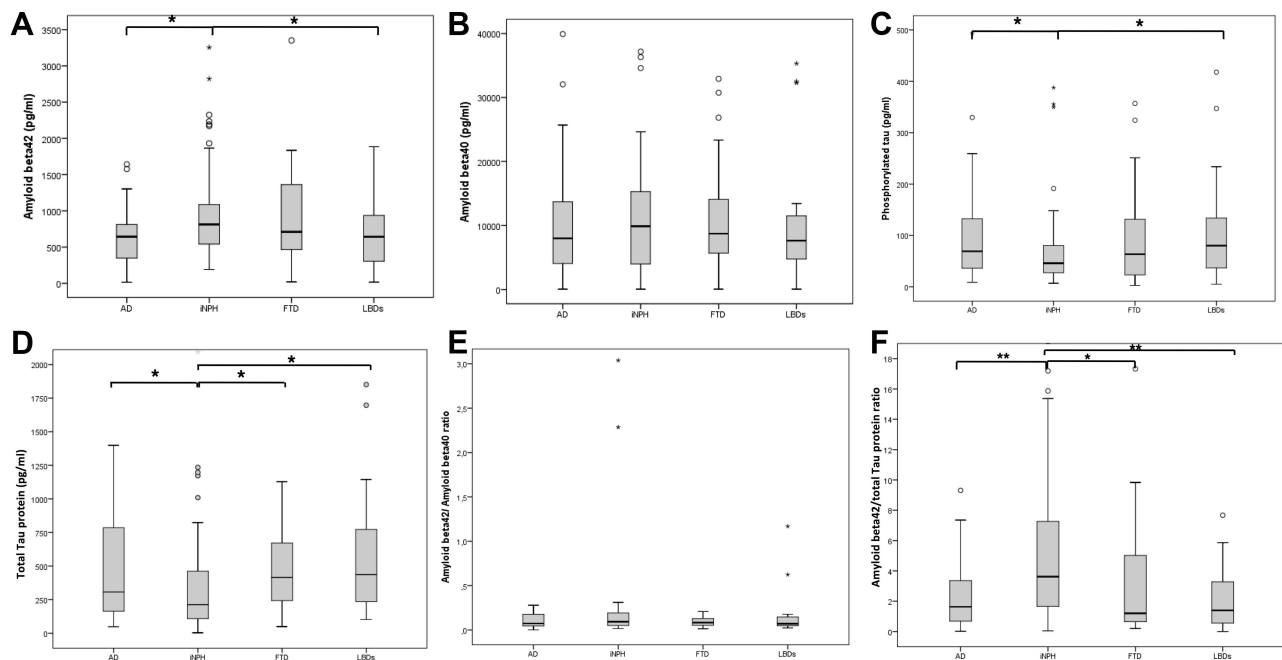 A
Amyloid beta42 (pg/ml)
3500
3000
2500
2000
1500
1000
500
0
* *
AD iNPH FTD LBDs
B
Amyloid beta40 (pg/ml)
40000
30000
20000
10000
0
AD iNPH FTD LBDs
C
Phosphorylated tau (pg/ml)
500
400
300
200
100
0
* *
AD iNPH FTD LBDs
D
Total Tau protein (pg/ml)
2000
1750
1500
1250
1000
750
500
250
0
* * *
AD iNPH FTD LBDs
E
Amyloid beta42/ Amyloid beta40 ratio
3,0
2,5
2,0
1,5
1,0
,5
,0
AD iNPH FTD LBDs
F
Amyloid beta42/total Tau protein ratio
18
16
14
12
10
8
6
4
2
0
** * **
AD iNPH FTD LBDs